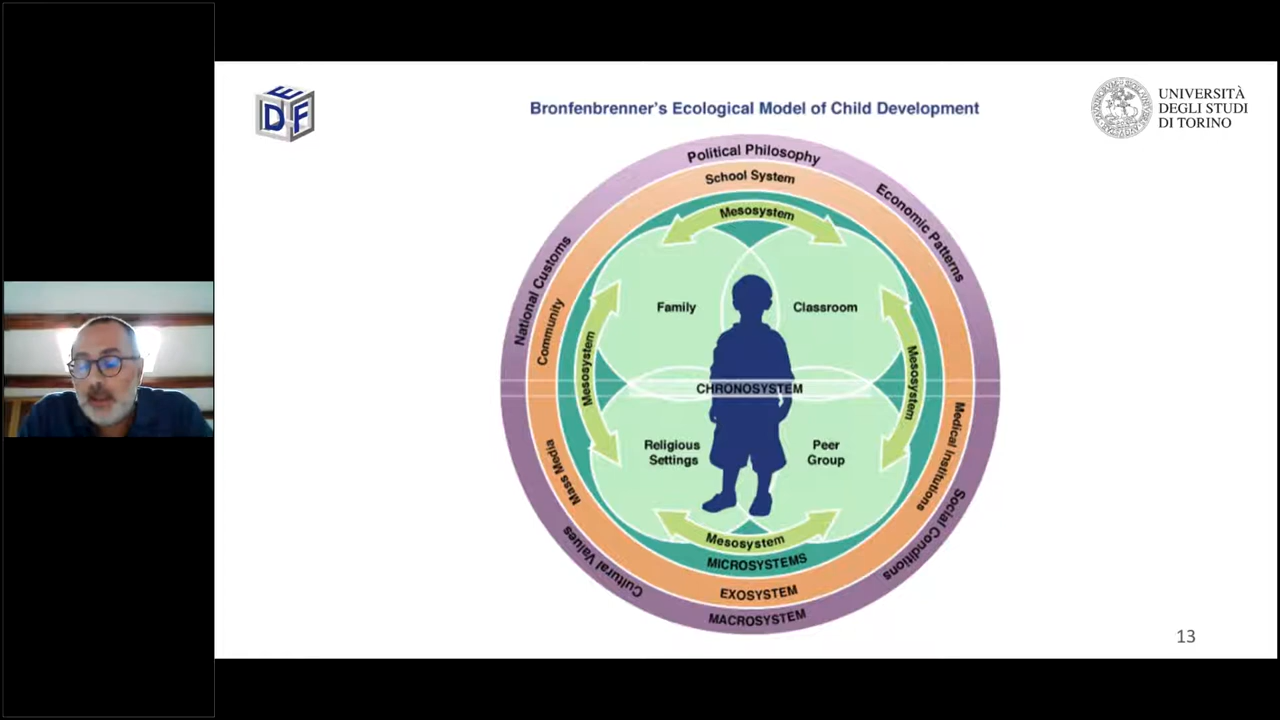 DEF
Bronfenbrenner's Ecological Model of Child Development
UNIVERSITÀ
DEGLI STUDI
DI TORINO
Political Philosophy
School System
Economic Patterns
Mesosystem
National Customs
Community
Family
Classroom
Mesosystem
Mesosystem
CHRONOSYSTEM
Religious
Settings
Peer
Group
Mass Media
Medical Institutions
Cultural Values
Social Conditions
Mesosystem
MICROSYSTEMS
EXOSYSTEM
MACROSYSTEM
13